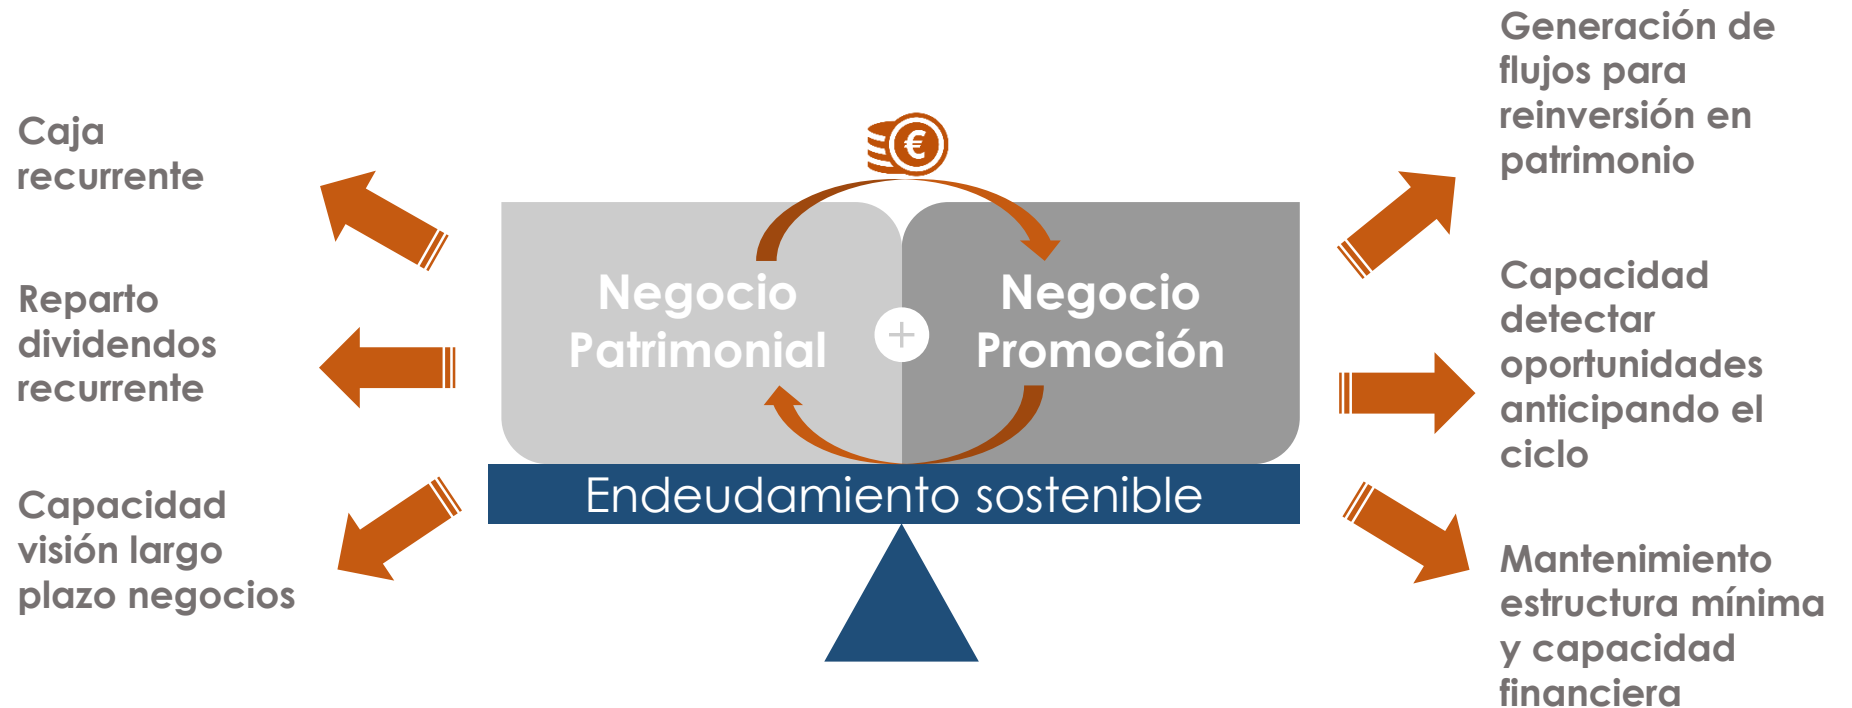 Caja
recurrente
Reparto
dividendos
recurrente
Capacidad
visión largo
plazo negocios
€
Negocio
Patrimonial
+
Negocio
Promoción
Endeudamiento sostenible
Generación de
flujos para
reinversión en
patrimonio
Capacidad
detectar
oportunidades
anticipando el
ciclo
Mantenimiento
estructura mínima
y capacidad
financiera